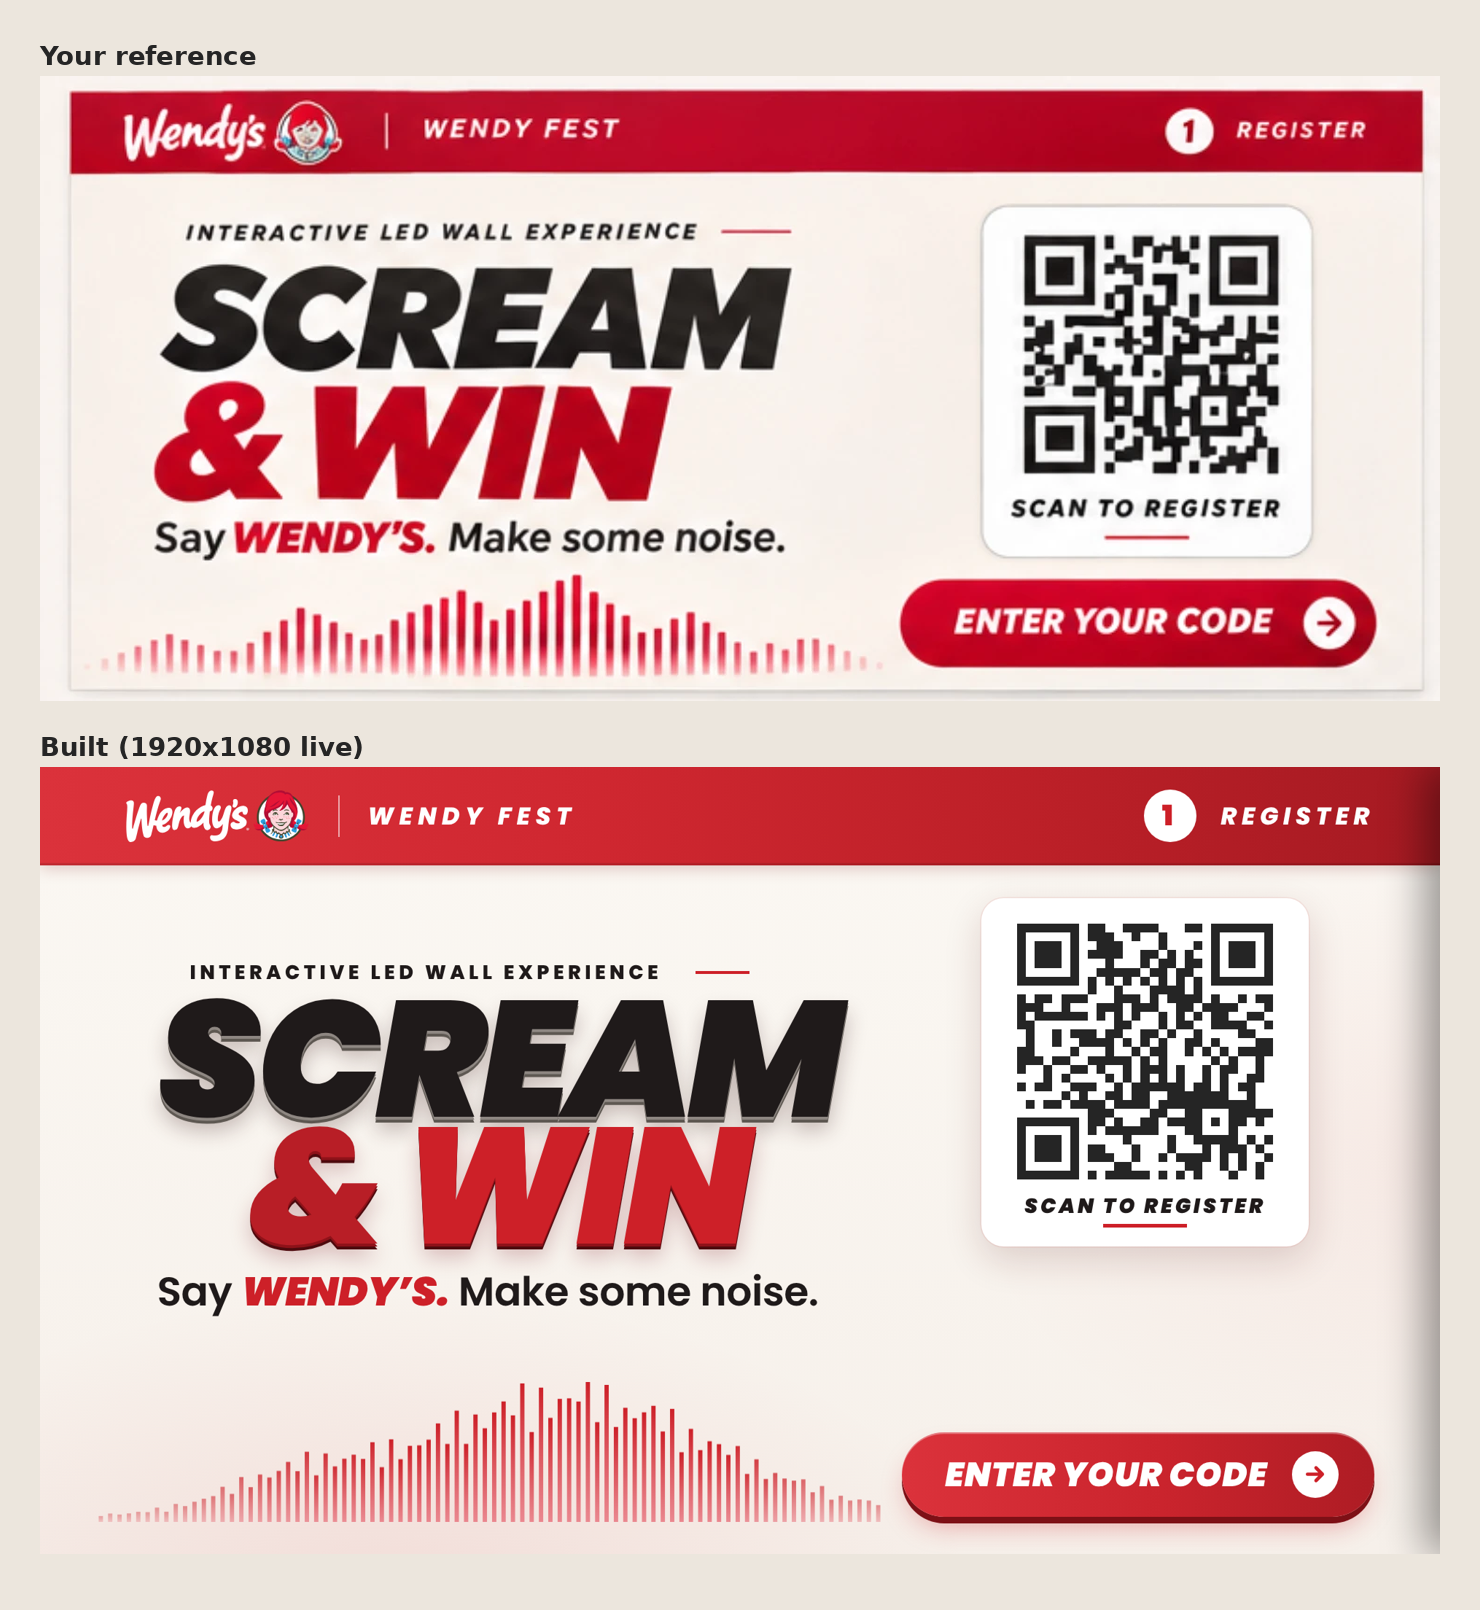 Your reference
Wendy's WENDY FEST 1 REGISTER
INTERACTIVE LED WALL EXPERIENCE
SCREAM
& WIN
Say WENDY'S. Make some noise.
SCAN TO REGISTER
ENTER YOUR CODE
Built (1920x1080 live)
Wendy's WENDY FEST 1 REGISTER
INTERACTIVE LED WALL EXPERIENCE
SCREAM
& WIN
Say WENDY’S. Make some noise.
SCAN TO REGISTER
ENTER YOUR CODE